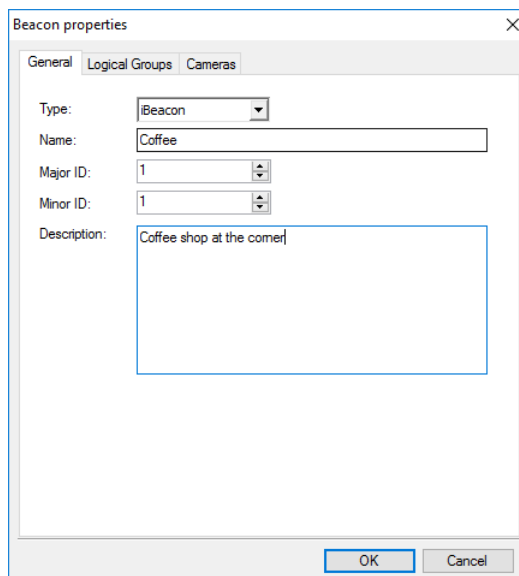 Beacon properties
General Logical Groups Cameras
Type: iBeacon
Name: Coffee
Major ID: 1
Minor ID: 1
Description: Coffee shop at the corner
OK Cancel